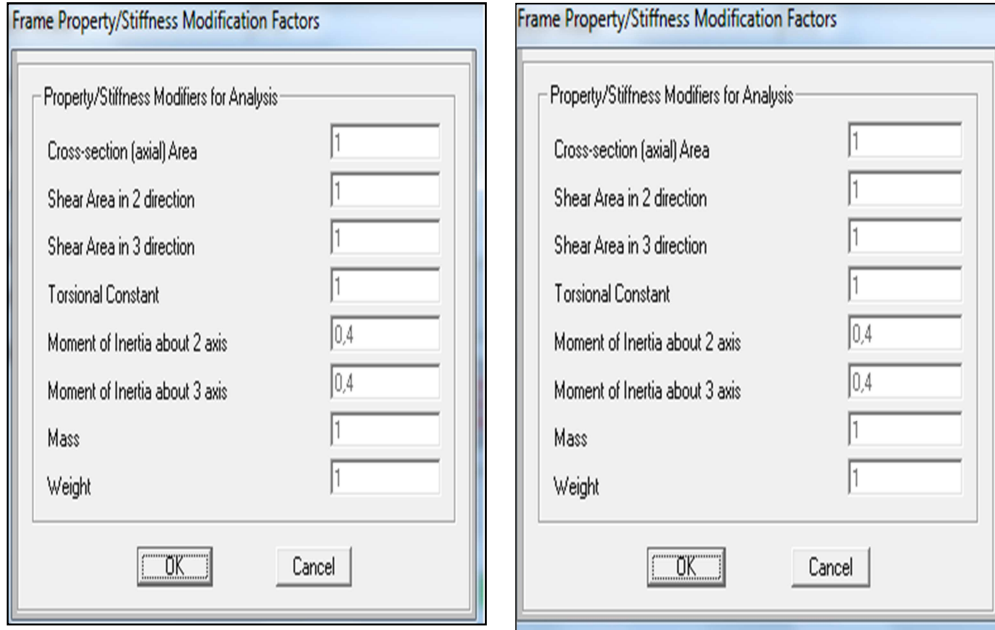 Frame Property/Stiffness Modification Factors
Property/Stiffness Modifiers for Analysis
Cross-section (axial) Area 1
Shear Area in 2 direction 1
Shear Area in 3 direction 1
Torsional Constant 1
Moment of Inertia about 2 axis 0,4
Moment of Inertia about 3 axis 0,4
Mass 1
Weight 1
OK Cancel
Frame Property/Stiffness Modification Factors
Property/Stiffness Modifiers for Analysis
Cross-section (axial) Area 1
Shear Area in 2 direction 1
Shear Area in 3 direction 1
Torsional Constant 1
Moment of Inertia about 2 axis 0,4
Moment of Inertia about 3 axis 0,4
Mass 1
Weight 1
OK Cancel